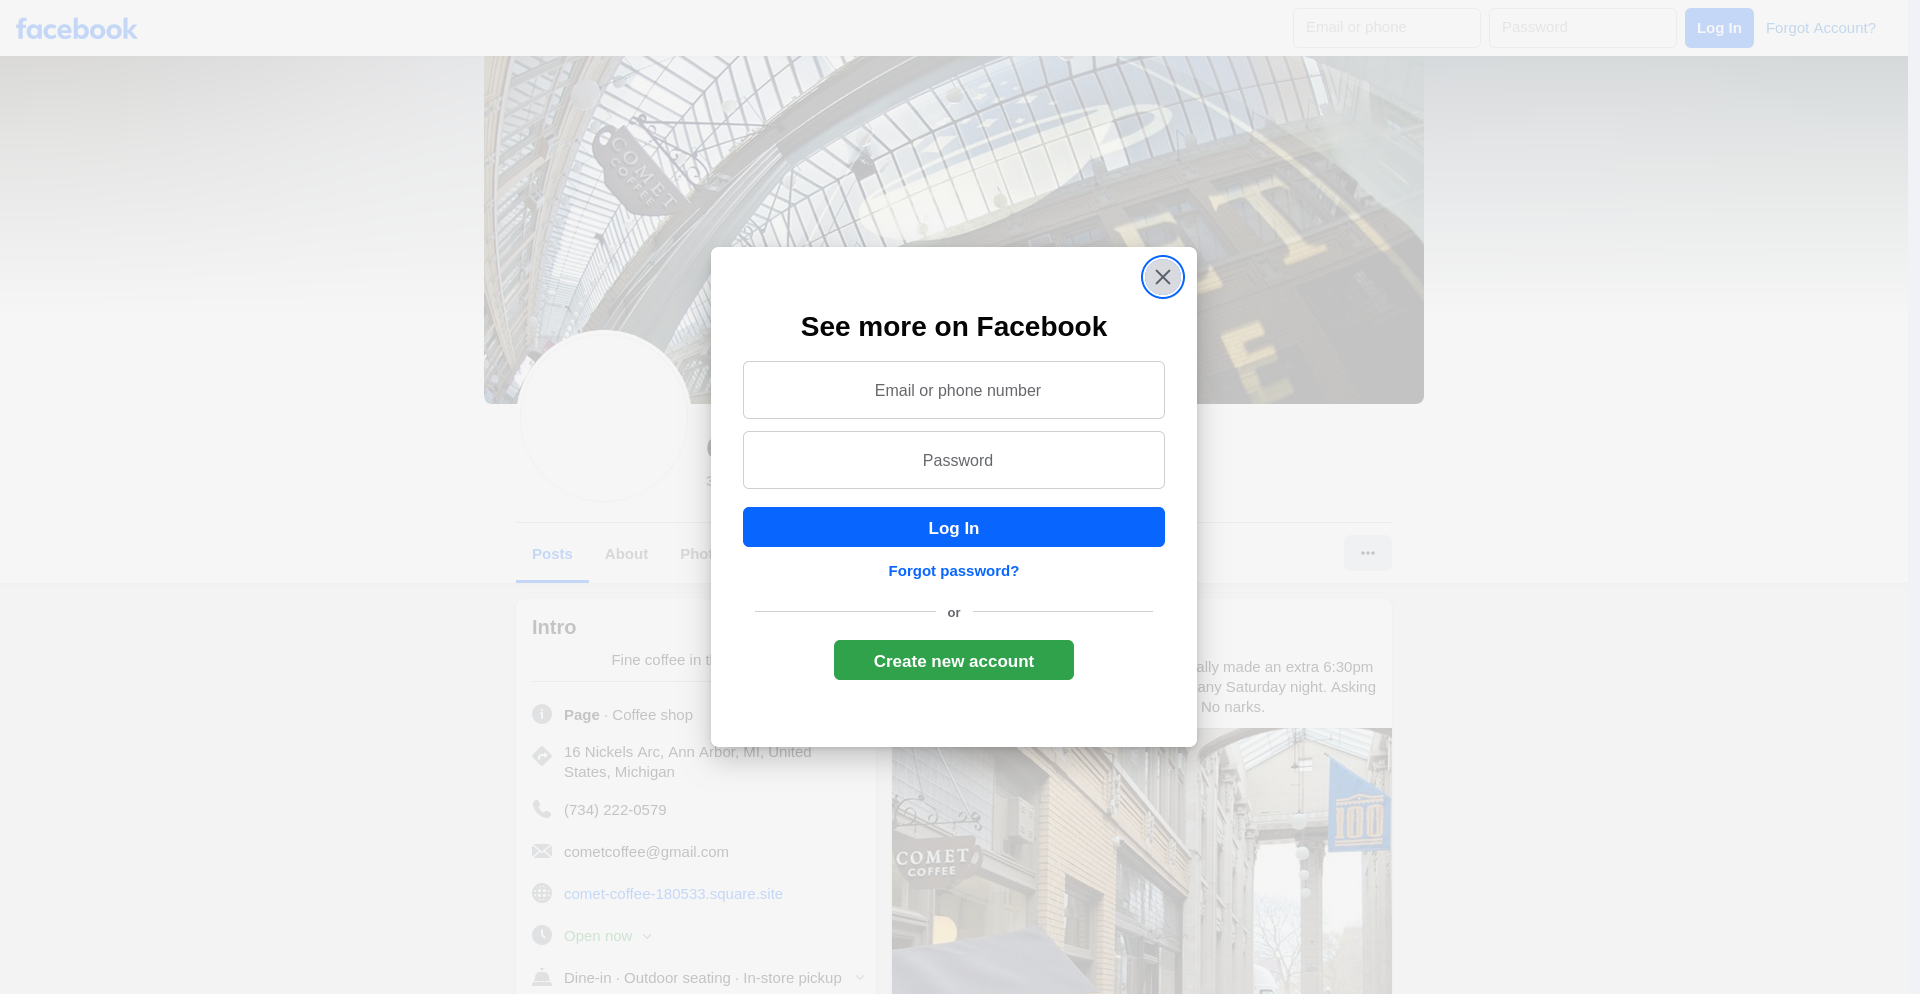 facebook
Email or phone
Password
Log In
Forgot Account?
COMET
COFFEE
See more on Facebook
Email or phone number
Password
Log In
Forgot password?
or
Create new account
Posts
About
Intro
Fine coffee in
Page · Coffee shop
16 Nickels Arc, Ann Arbor, MI, United
States, Michigan
(734) 222-0579
cometcoffee@gmail.com
comet-coffee-180533.square.site
Open now
Dine-in · Outdoor seating · In-store pickup
made an extra 6:30pm
any Saturday night. Asking
No narks.
COMET
COFFEE
100